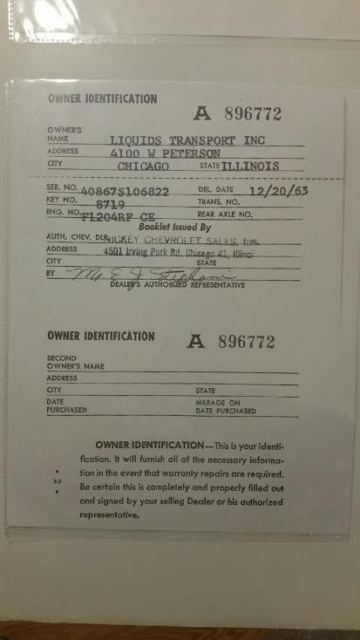 OWNER IDENTIFICATION A 896772
OWNER'S
NAME LIQUIDS TRANSPORT INC
ADDRESS 4100 W PETERSON
CITY CHICAGO STATE ILLINOIS
SER. NO. 40867S106822 DEL. DATE 12/20/63
KEY NO. 8719 TRANS. NO.
ENG. NO. F1204RF CE REAR AXLE NO.
Booklet Issued By
AUTH. CHEV. CHEVROLET SALES, Inc.
ADDRESS 4501 Irving Park Rd, Chicago 41, Illinoi
CITY STATE
BY
DEALER'S AUTHORIZED REPRESENTATIVE
OWNER IDENTIFICATION A 896772
SECOND
OWNER'S NAME
ADDRESS
CITY STATE
DATE MILEAGE ON
PURCHASED DATE PURCHASED
OWNER IDENTIFICATION—This is your identi-
fication. It will furnish all of the necessary informa-
tion in the event that warranty repairs are required.
Be certain this is completely and properly filled out
and signed by your selling Dealer or his authorized
representative.
• 2 •